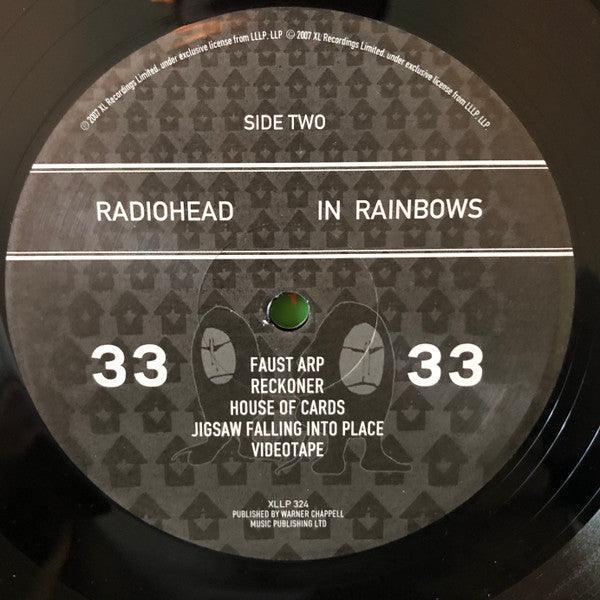 ℗ 2007 XL Recordings Limited. under exclusive license from LLLP. LLP © 2007 XL Recordings Limited. under exclusive license from LLLP. LLP.
SIDE TWO
RADIOHEAD IN RAINBOWS
33 33
FAUST ARP
RECKONER
HOUSE OF CARDS
JIGSAW FALLING INTO PLACE
VIDEOTAPE
XLLP 324
PUBLISHED BY WARNER CHAPPELL
MUSIC PUBLISHING LTD